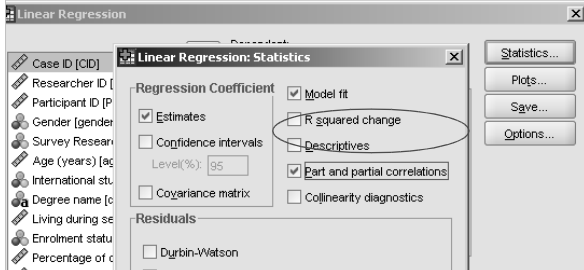 Linear Regression
Dependent:
Case ID [CID]
Researcher ID [
Participant ID [P
Gender [gender
Survey Resear
Age (years) [ag
International stu
Degree name [c
Living during se
Enrolment statu
Percentage of c
Linear Regression: Statistics
Regression Coefficient
Estimates
Confidence intervals
Level(%): 95
Covariance matrix
Model fit
R squared change
Descriptives
Part and partial correlations
Collinearity diagnostics
Residuals
Durbin-Watson
Statistics...
Plots...
Save...
Options...